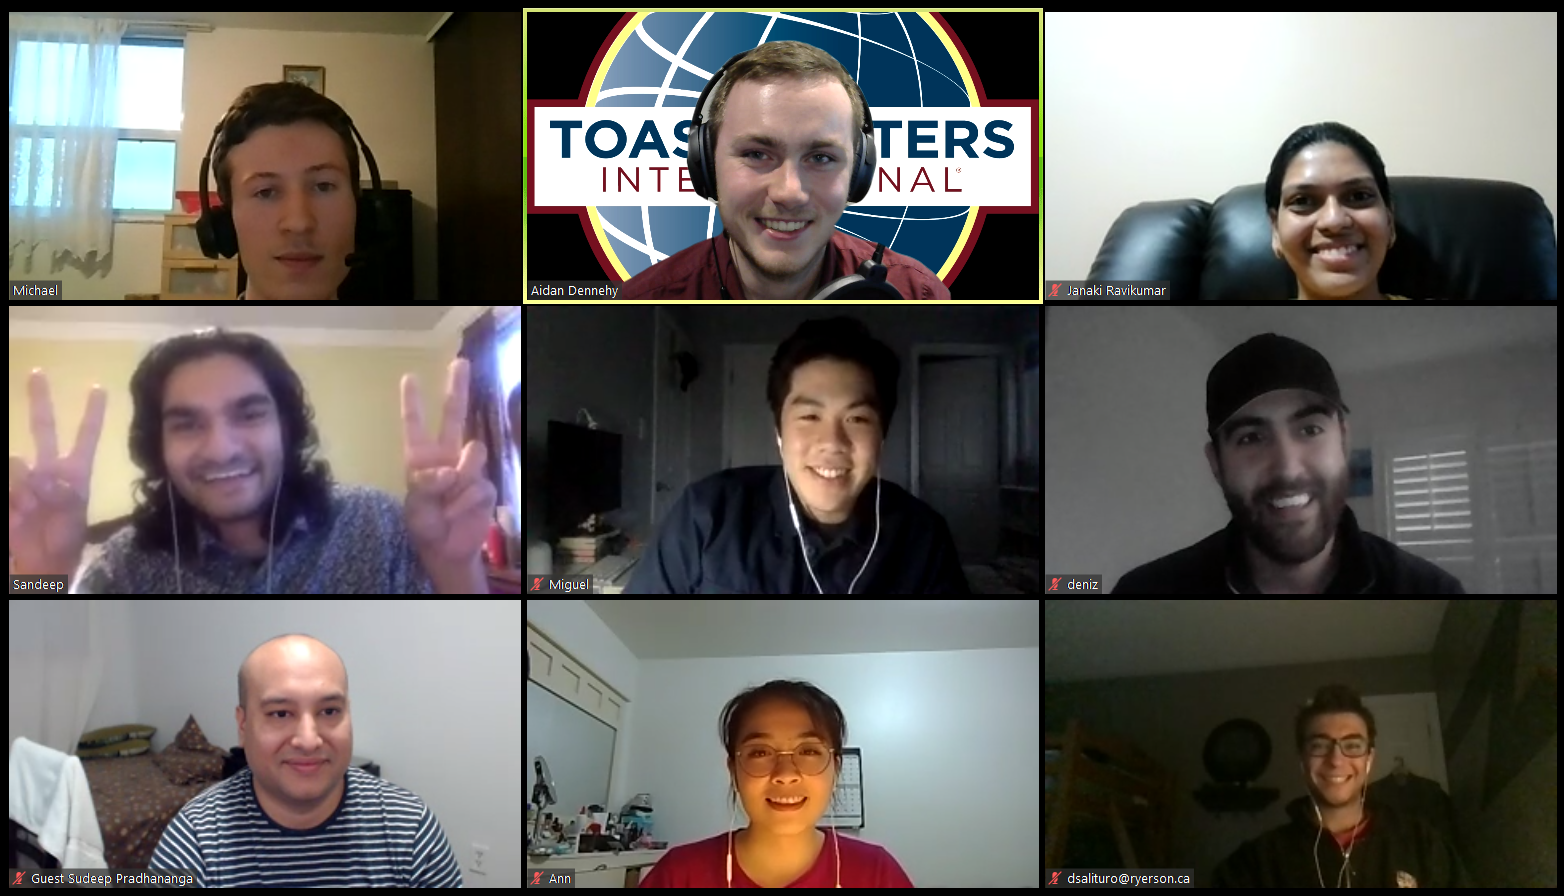 TOAS TERS
INTE NAL
Michael
Aidan Dennehy
Janaki Ravikumar
Sandeep
Miguel
deniz
Guest Sudeep Pradhananga
Ann
dsalituro@ryerson.ca